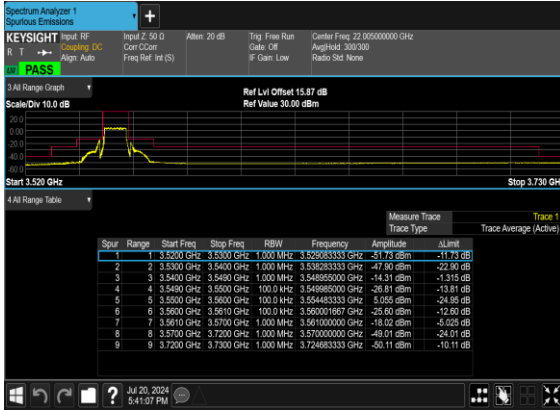 Spectrum Analyzer 1
Spurious Emissions
+
KEYSIGHT
R T
Input: RF
Coupling: DC
Align: Auto
Input Z: 50 Ω
Corr CCorr
Freq Ref: Int (S)
Atten: 20 dB
Trig: Free Run
Gate: Off
IF Gain: Low
Center Freq: 22.005000000 GHz
Avg|Hold: 300/300
Radio Std: None
PASS
3 All Range Graph
Scale/Div 10.0 dB
Ref Lvl Offset 15.87 dB
Ref Value 30.00 dBm
20.0
0.00
-20.0
-40.0
-60.0
Start 3.520 GHz
Stop 3.730 GH
4 All Range Table
Measure Trace Trace 1
Trace Type Trace Average (Active)
Spur Range Start Freq Stop Freq RBW Frequency Amplitude ΔLimit
1 1 3.5200 GHz 3.5300 GHz 1.000 MHz 3.529083333 GHz -51.73 dBm -11.73 dB
2 2 3.5300 GHz 3.5400 GHz 1.000 MHz 3.538283333 GHz -47.90 dBm -22.90 dB
3 3 3.5400 GHz 3.5490 GHz 1.000 MHz 3.548955000 GHz -14.31 dBm -1.315 dB
4 4 3.5490 GHz 3.5500 GHz 100.0 kHz 3.549985000 GHz -26.81 dBm -13.81 dB
5 5 3.5500 GHz 3.5600 GHz 100.0 kHz 3.554483333 GHz 5.055 dBm -24.95 dB
6 6 3.5600 GHz 3.5610 GHz 100.0 kHz 3.560001667 GHz -25.60 dBm -12.60 dB
7 7 3.5610 GHz 3.5700 GHz 1.000 MHz 3.561000000 GHz -18.02 dBm -5.025 dB
8 8 3.5700 GHz 3.7200 GHz 1.000 MHz 3.570000000 GHz -49.01 dBm -24.01 dB
9 9 3.7200 GHz 3.7300 GHz 1.000 MHz 3.724683333 GHz -50.11 dBm -10.11 dB
?
Jul 20, 2024
5:41:07 PM